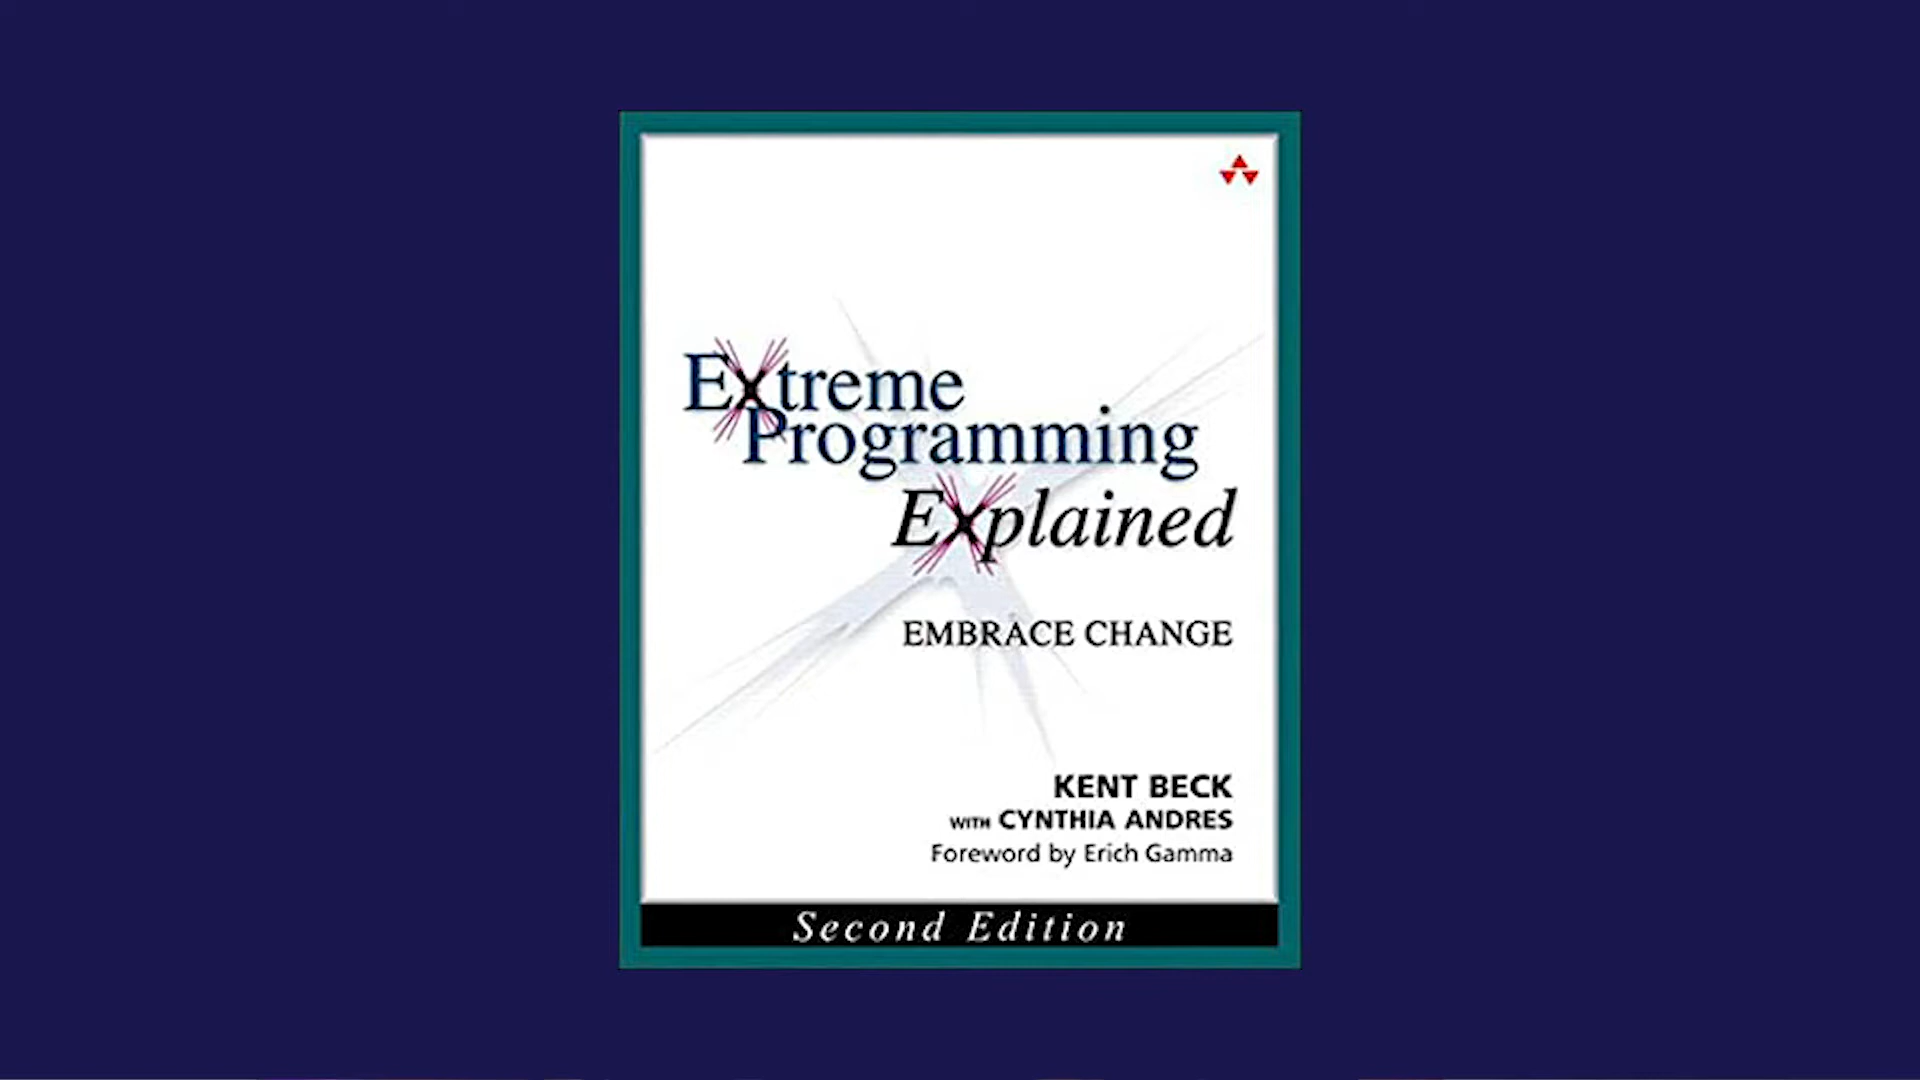 Extreme
Programming
Explained
EMBRACE CHANGE
KENT BECK
WITH CYNTHIA ANDRES
Foreword by Erich Gamma
Second Edition